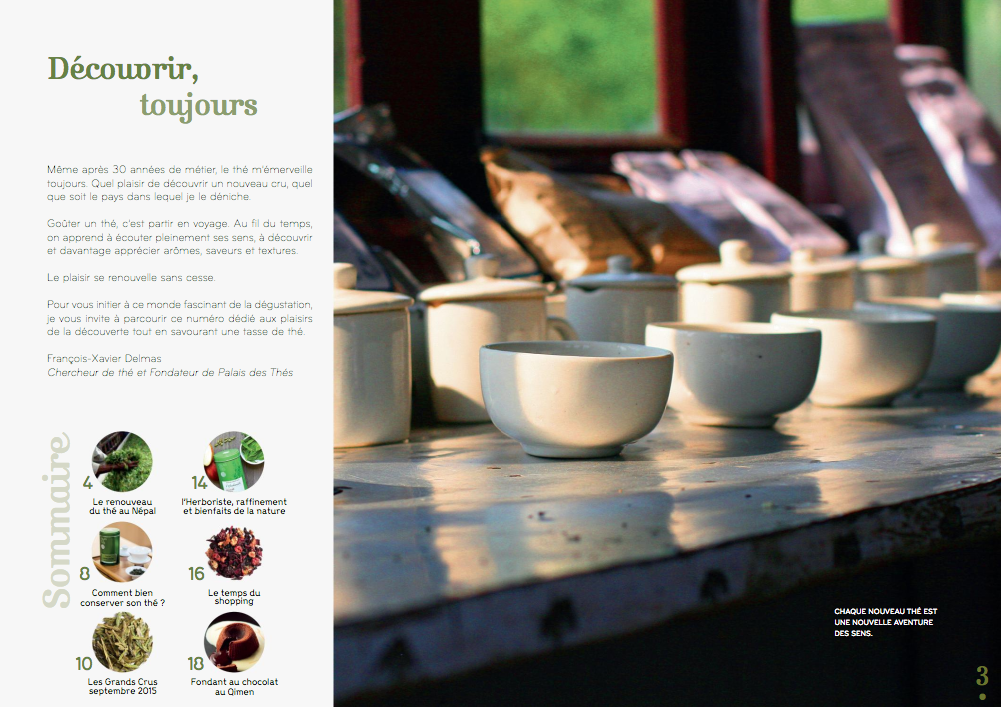 Découvrir,
toujours
Même après 30 années de métier, le thé m'émerveille
toujours. Quel plaisir de découvrir un nouveau cru, quel
que soit le pays dans lequel je le déniche.
Goûter un thé, c'est partir en voyage. Au fil du temps,
on apprend à écouter pleinement ses sens, à découvrir
et davantage apprécier arômes, saveurs et textures.
Le plaisir se renouvelle sans cesse.
Pour vous initier à ce monde fascinant de la dégustation,
je vous invite à parcourir ce numéro dédié aux plaisirs
de la découverte tout en savourant une tasse de thé.
François-Xavier Delmas
Chercheur de thé et Fondateur de Palais des Thés
Sommaire
4
Le renouveau
du thé au Népal
8
Comment bien
conserver son thé ?
10
Les Grands Crus
septembre 2015
14
l'Herboriste, raffinement
et bienfaits de la nature
16
Le temps du
shopping
18
Fondant au chocolat
au Qimen
CHAQUE NOUVEAU THÉ EST
UNE NOUVELLE AVENTURE
DES SENS.
3